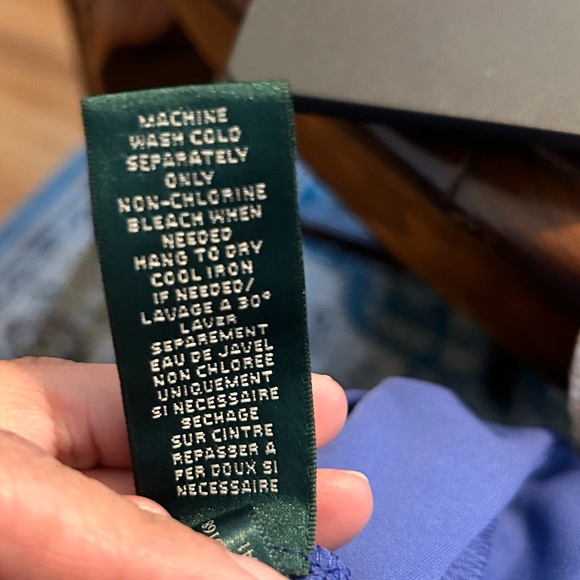 MACHINE
WASH COLD
SEPARATELY
ONLY
NON-CHLORINE
BLEACH WHEN
NEEDED
HANG TO DRY
COOL IRON
IF NEEDED/
LAVAGE A 30°
LAVER
SEPAREMENT
EAU DE JAVEL
NON CHLOREE
UNIQUEMENT
SI NECESSAIRE
SECHAGE
SUR CINTRE
REPASSER A
FER DOUX SI
NECESSAIRE